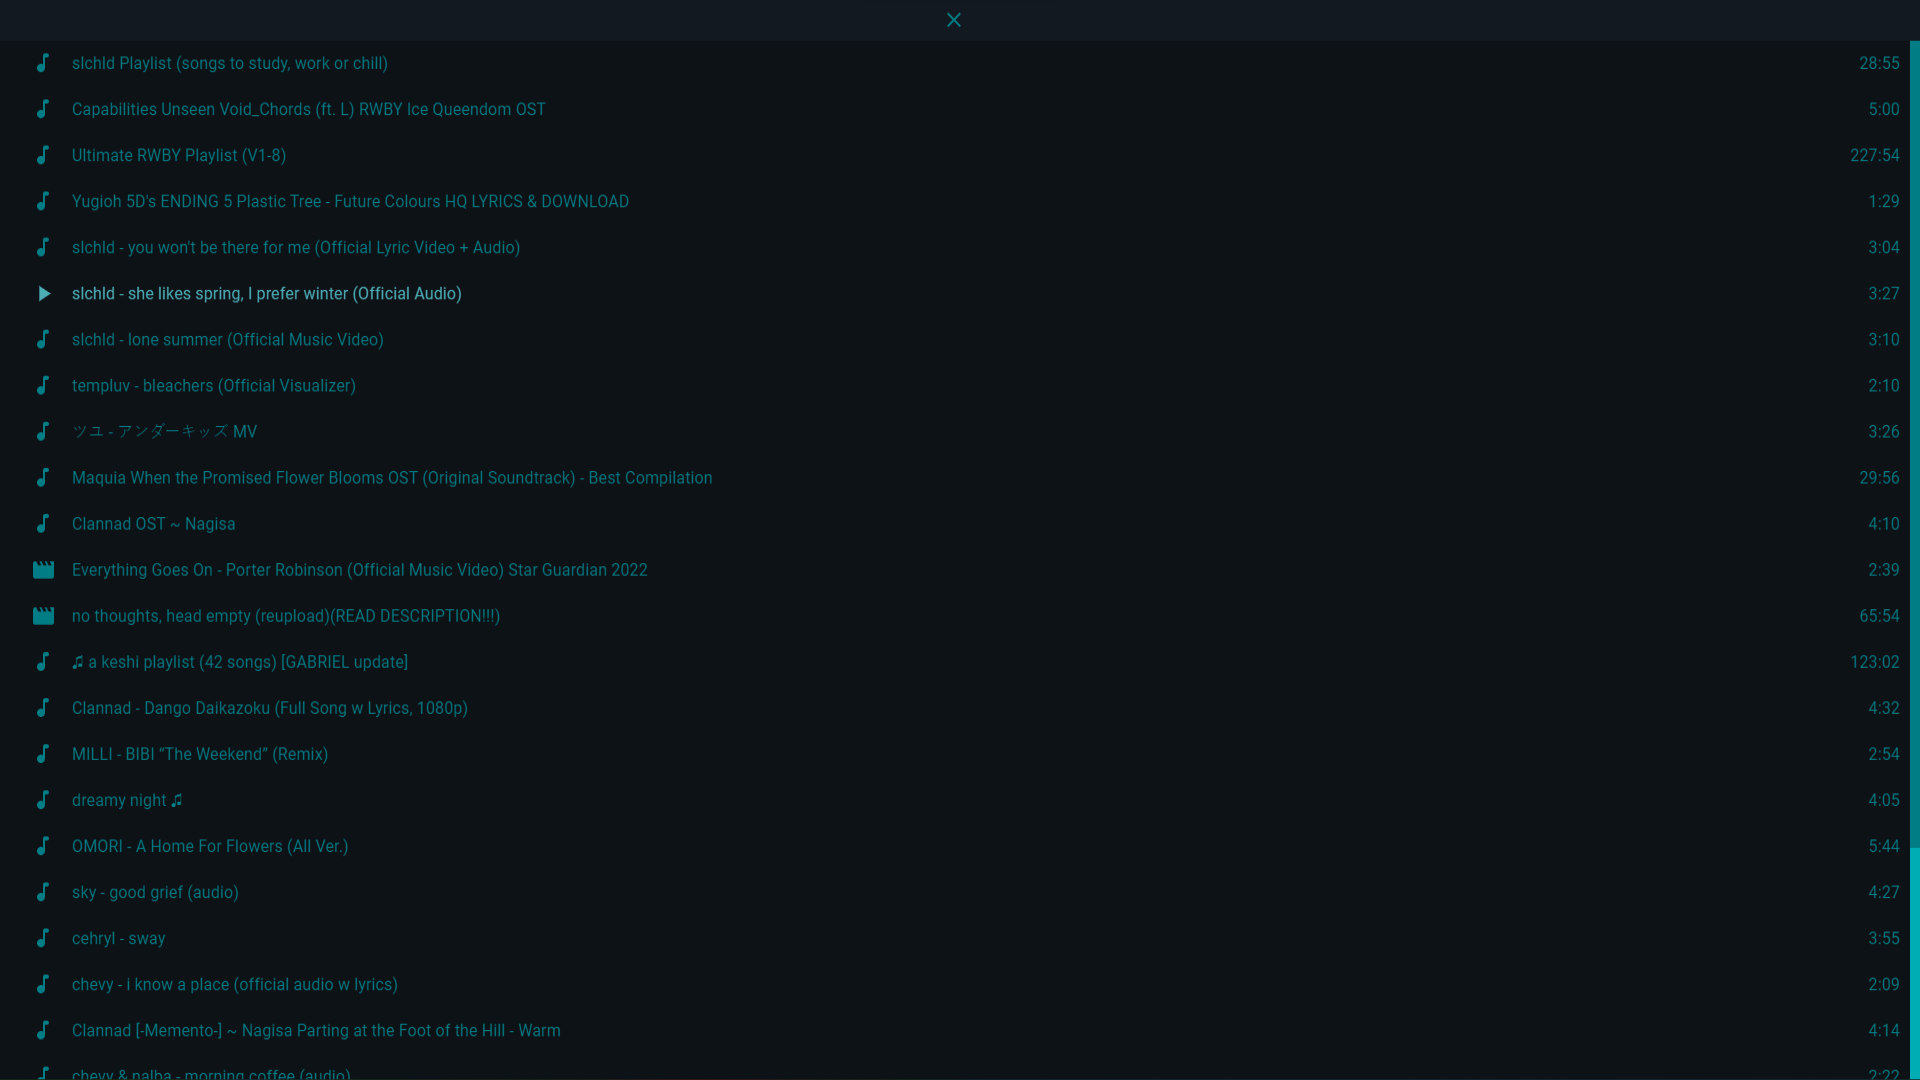 slchld Playlist (songs to study, work or chill) 28:55
Capabilities Unseen Void_Chords (ft. L) RWBY Ice Queendom OST 5:00
Ultimate RWBY Playlist (V1-8) 227:54
Yugioh 5D's ENDING 5 Plastic Tree - Future Colours HQ LYRICS & DOWNLOAD 1:29
slchld - you won't be there for me (Official Lyric Video + Audio) 3:04
slchld - she likes spring, I prefer winter (Official Audio) 3:27
slchld - lone summer (Official Music Video) 3:10
templuv - bleachers (Official Visualizer) 2:10
ツユ - アンダーキッズ MV 3:26
Maquia When the Promised Flower Blooms OST (Original Soundtrack) - Best Compilation 29:56
Clannad OST ~ Nagisa 4:10
Everything Goes On - Porter Robinson (Official Music Video) Star Guardian 2022 2:39
no thoughts, head empty (reupload)(READ DESCRIPTION!!!) 65:54
♫ a keshi playlist (42 songs) [GABRIEL update] 123:02
Clannad - Dango Daikazoku (Full Song w Lyrics, 1080p) 4:32
MILLI - BIBI “The Weekend” (Remix) 2:54
dreamy night ♫ 4:05
OMORI - A Home For Flowers (All Ver.) 5:44
sky - good grief (audio) 4:27
cehryl - sway 3:55
chevy - i know a place (official audio w lyrics) 2:09
Clannad [-Memento-] ~ Nagisa Parting at the Foot of the Hill - Warm 4:14
chevy & nalba - morning coffee (audio) 2:22